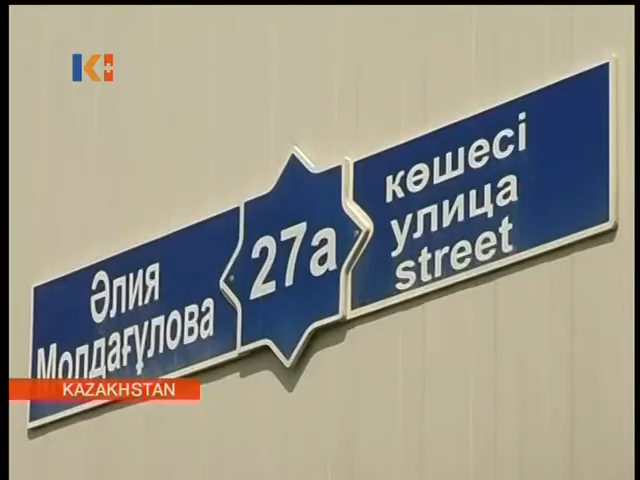 K+
Әлия
Молдағұлова
27а
көшесі
улица
street
KAZAKHSTAN